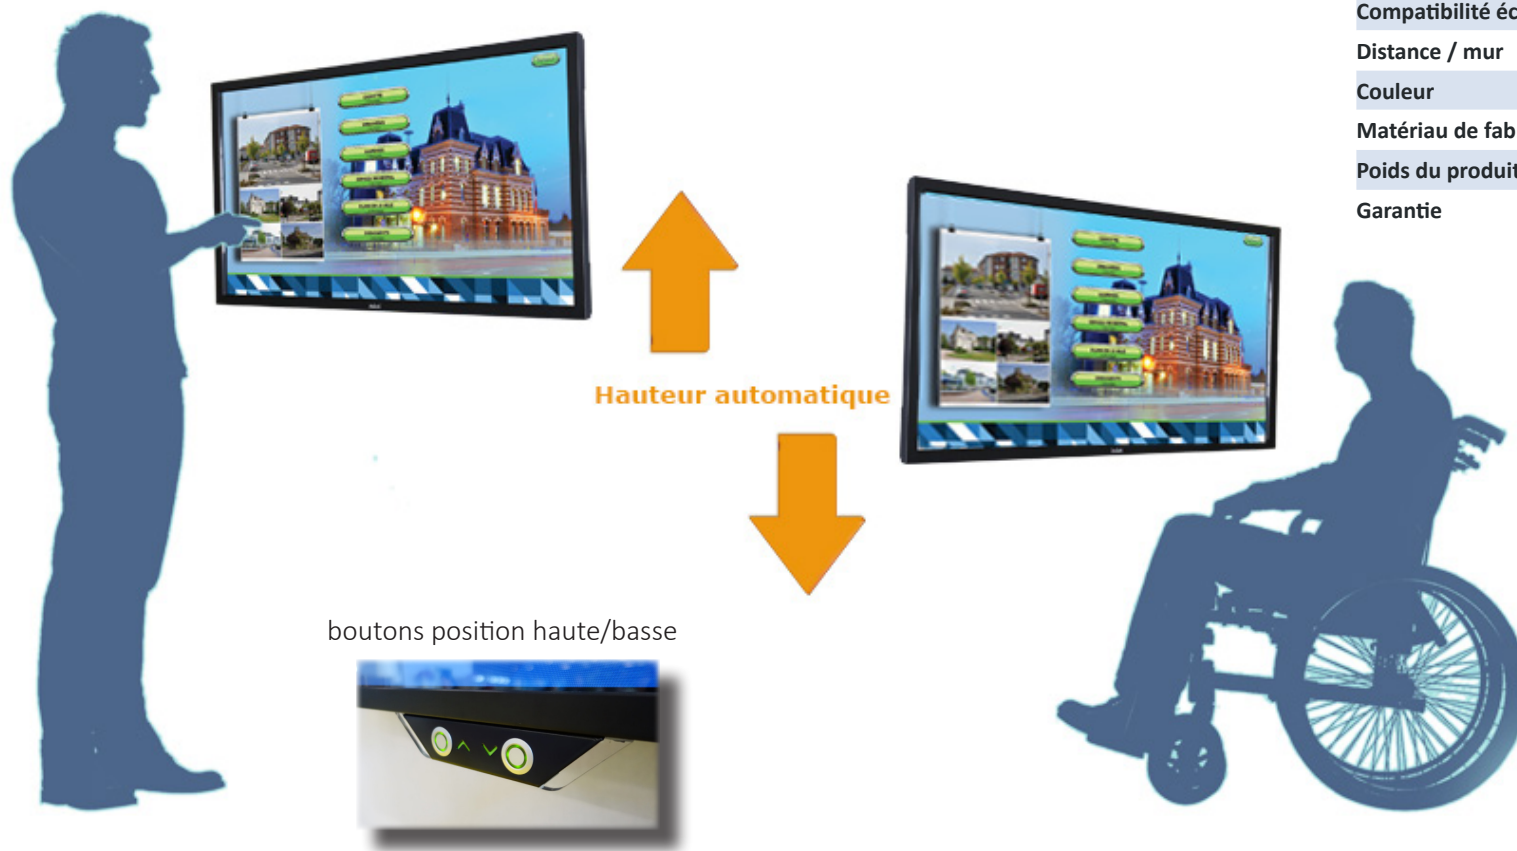 Compatibilité éc
Distance / mur
Couleur
Matériau de fab
Poids du produit
Garantie
Hauteur automatique
boutons position haute/basse